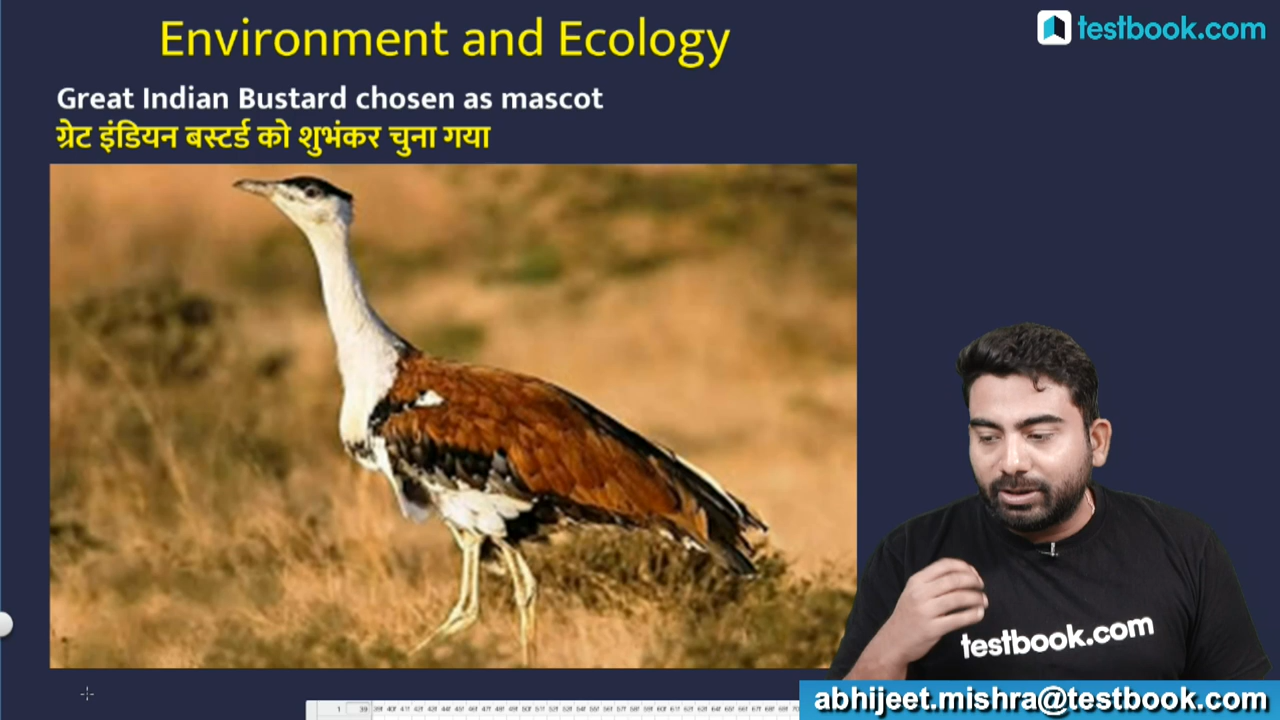 Environment and Ecology
testbook.com
Great Indian Bustard chosen as mascot
ग्रेट इंडियन बस्टर्ड को शुभंकर चुना गया
testbook.com
abhijeet.mishra@testbook.com